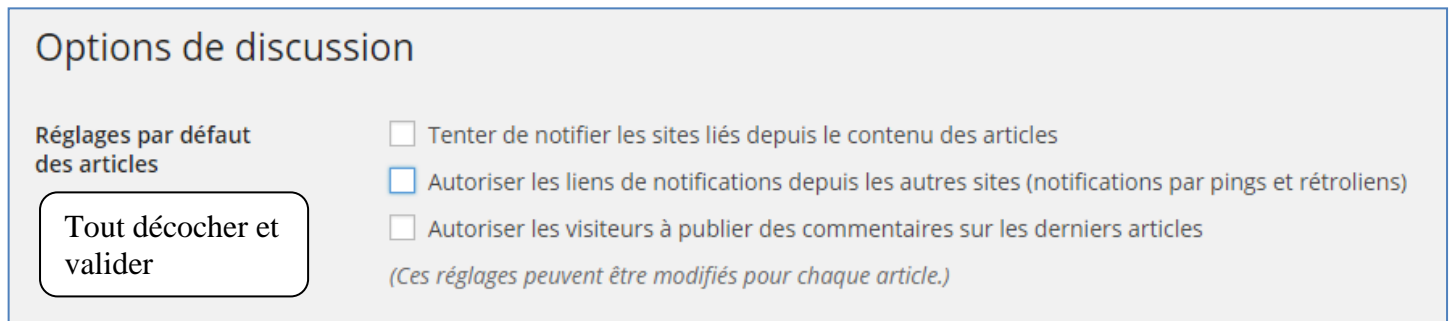 Options de discussion
Réglages par défaut
des articles
Tenter de notifier les sites liés depuis le contenu des articles
Autoriser les liens de notifications depuis les autres sites (notifications par pings et rétroliens)
Autoriser les visiteurs à publier des commentaires sur les derniers articles
(Ces réglages peuvent être modifiés pour chaque article.)
Tout décocher et
valider